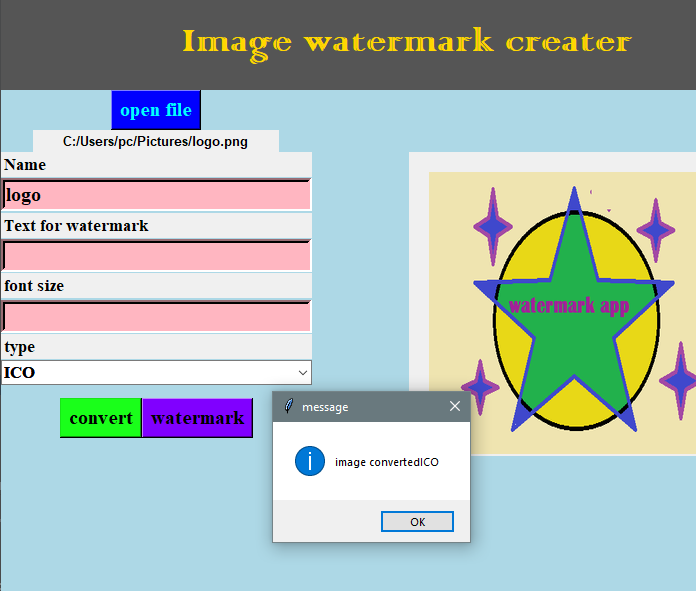 Image watermark creater
open file
C:/Users/pc/Pictures/logo.png
Name
logo
Text for watermark
font size
type
ICO
watermark app
convert watermark
message
image convertedICO
OK